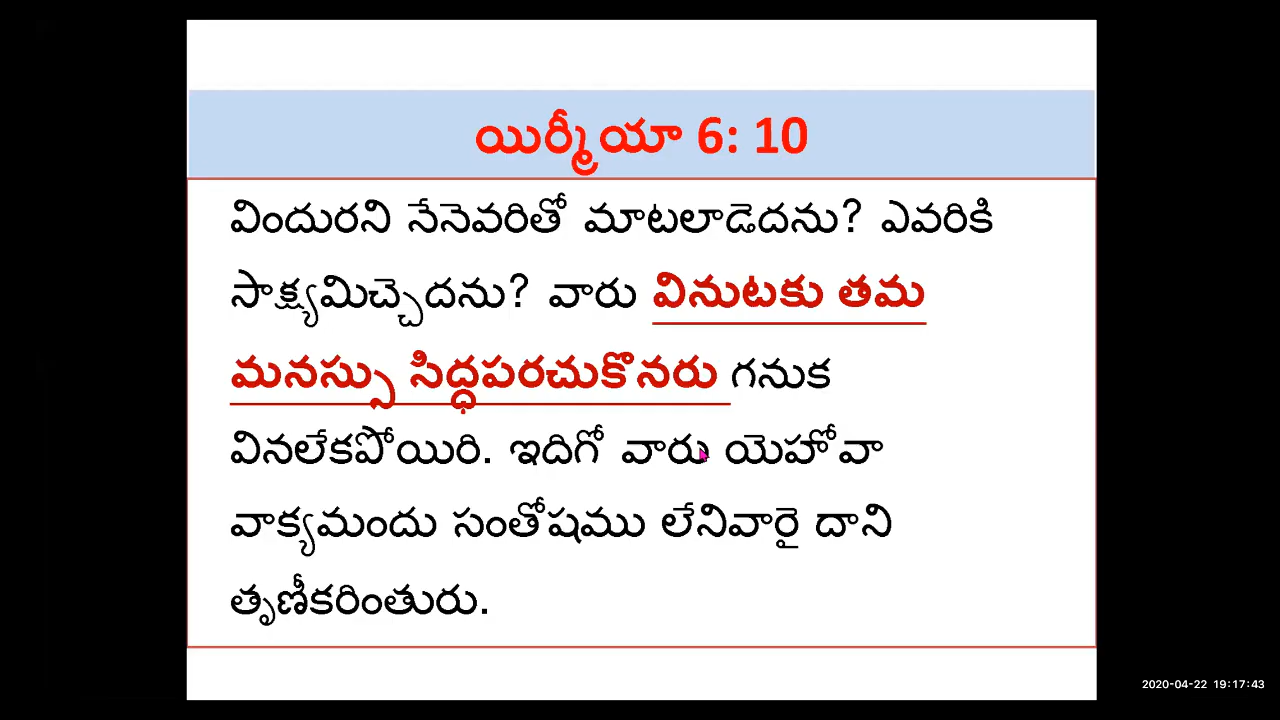 యిర్మీయా 6: 10
విందురని నేనెవరితో మాటలాడెదను? ఎవరికి
సాక్ష్యమిచ్చెదను? వారు వినుటకు తమ
మనస్సు సిద్ధపరచుకొనరు గనుక
వినలేకపోయిరి. ఇదిగో వారు యెహోవా
వాక్యమందు సంతోషము లేనివారై దాని
తృణీకరింతురు.
2020-04-22 19:17:43